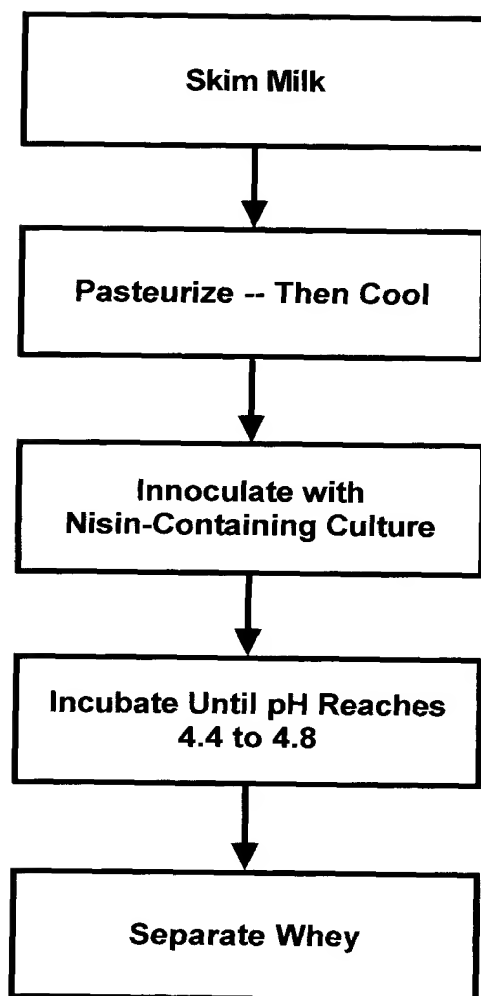 Skim Milk
Pasteurize -- Then Cool
Innoculate with
Nisin-Containing Culture
Incubate Until pH Reaches
4.4 to 4.8
Separate Whey